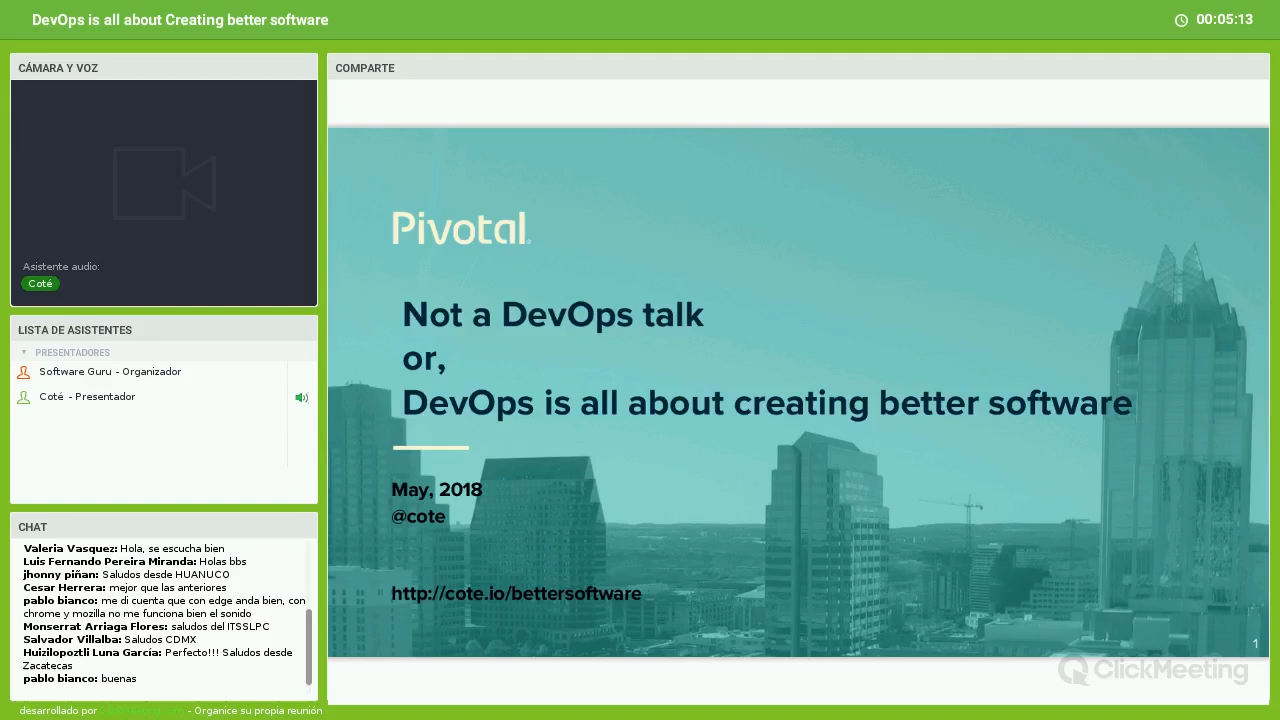 DevOps is all about Creating better software
00:05:13
CÁMARA Y VOZ
Asistente audio:
Coté
LISTA DE ASISTENTES
PRESENTADORES
Software Guru - Organizador
Coté - Presentador
CHAT
Valeria Vasquez: Hola, se escucha bien
Luis Fernando Pereira Miranda: Holas bbs
jhonny piñan: Saludos desde HUANUCO
Cesar Herrera: mejor que las anteriores
pablo bianco: me di cuenta que con edge anda bien, con
chrome y mozilla no me funciona bien el sonido
Monserrat Arriaga Flores: saludos del ITSSLPC
Salvador Villalba: Saludos CDMX
Huizilopoztli Luna García: Perfecto!!! Saludos desde
Zacatecas
pablo bianco: buenas
desarrollado por - Organice su propia reunión
COMPARTE
Pivotal
Not a DevOps talk
or,
DevOps is all about creating better software
May, 2018
@cote
http://cote.io/bettersoftware
1
ClickMeeting